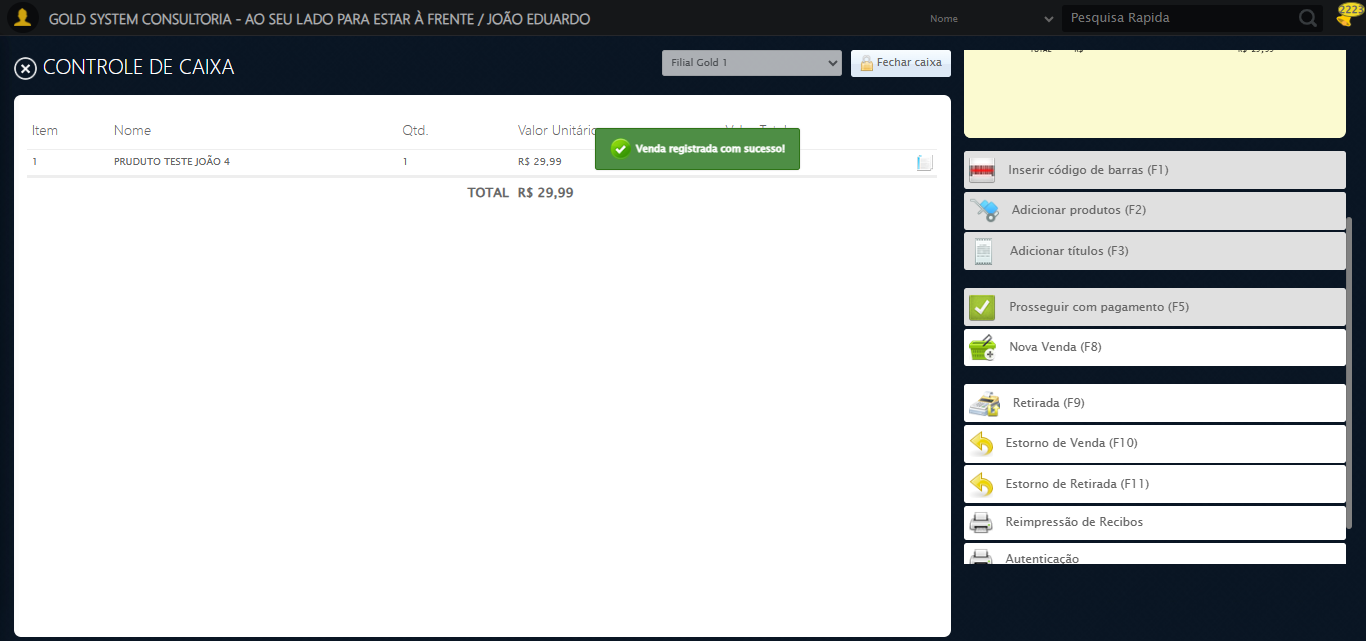 GOLD SYSTEM CONSULTORIA - AO SEU LADO PARA ESTAR À FRENTE / JOÃO EDUARDO
Nome
Pesquisa Rapida
2223
CONTROLE DE CAIXA
Filial Gold 1
Fechar caixa
Item Nome Qtd. Valor Unitário
1 PRUDUTO TESTE JOÃO 4 1 R$ 29,99
TOTAL R$ 29,99
Venda registrada com sucesso!
TOTAL R$ R$ 29,99
Inserir código de barras (F1)
Adicionar produtos (F2)
Adicionar títulos (F3)
Prosseguir com pagamento (F5)
Nova Venda (F8)
Retirada (F9)
Estorno de Venda (F10)
Estorno de Retirada (F11)
Reimpressão de Recibos
Autenticação